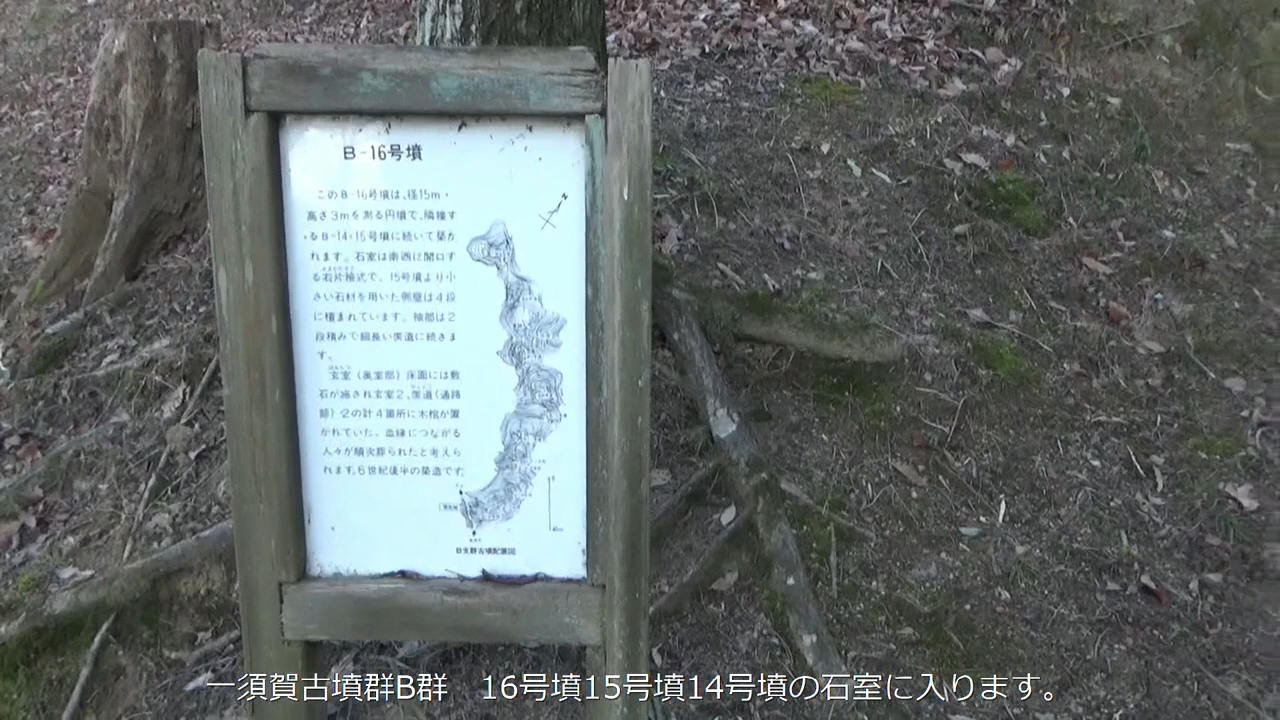 B-16号墳
このB-16号墳は、径15m・
高さ3mを測る円墳で、隣接す
るB-14・16号墳に続いて築か
れます。石室は南西に開口す
る右片袖式で、15号墳より小
さい石材を用いた側壁は4段
に積まれています。袖部は2
段積みで細長い羨道に続きま
す。
玄室（奥室部）床面には敷
石が施され玄室2、羨道（通路
部）2の計4箇所に木棺が置
かれていた。血縁につながる
人々が順次葬られたと考えら
れます。6世紀後半の築造です
N
B支群古墳配置図
一須賀古墳群B群　16号墳15号墳14号墳の石室に入ります。